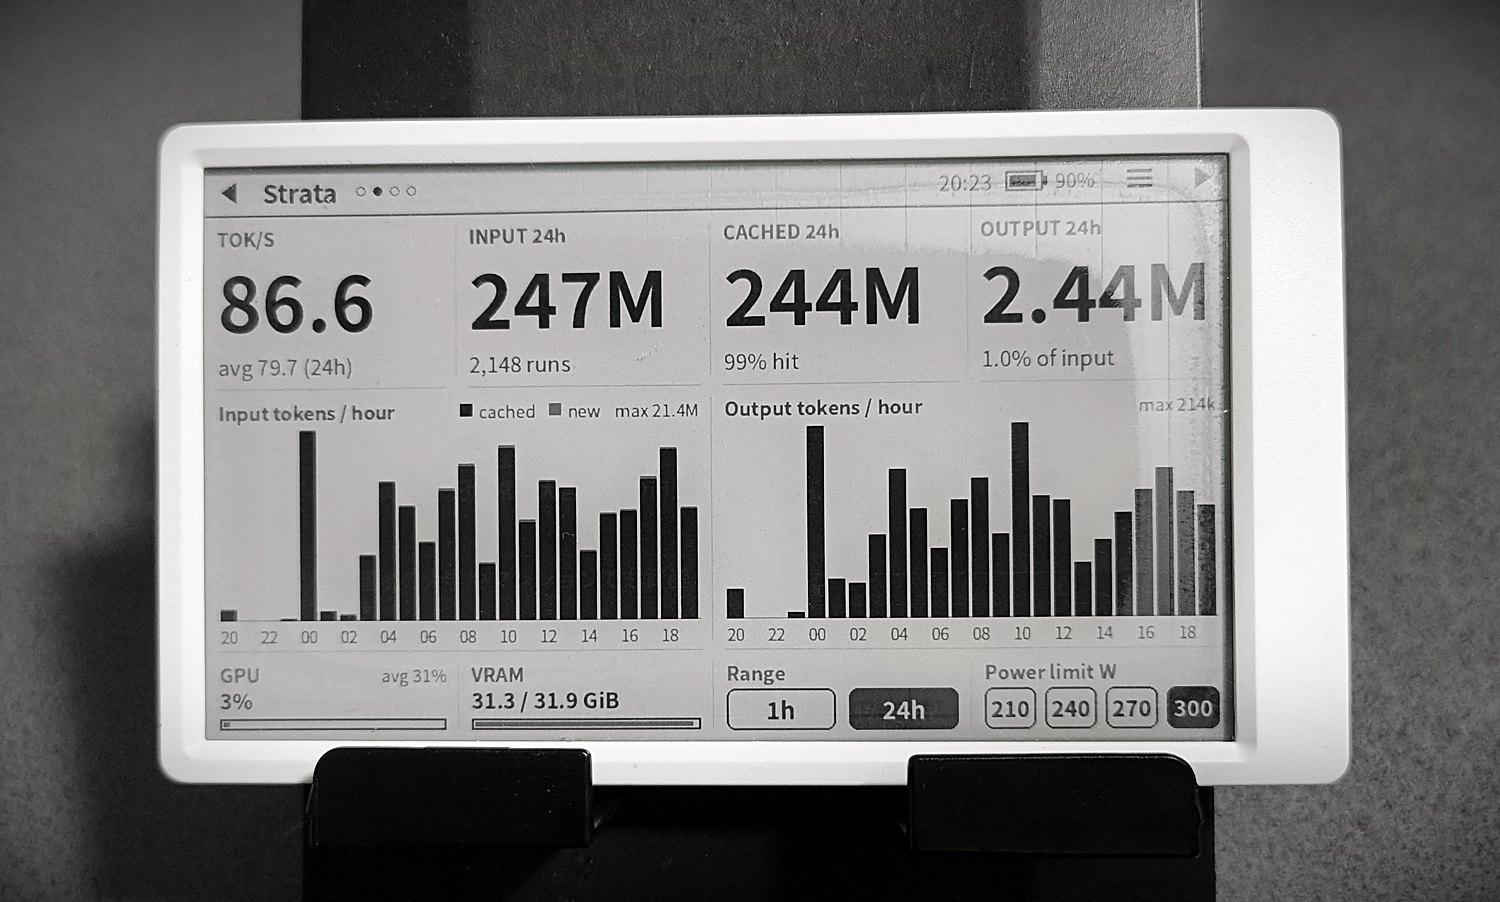 Strata 20:23 90%
TOK/S
86.6
avg 79.7 (24h)
INPUT 24h
247M
2,148 runs
CACHED 24h
244M
99% hit
OUTPUT 24h
2.44M
1.0% of input
Input tokens / hour cached new max 21.4M
20 22 00 02 04 06 08 10 12 14 16 18
Output tokens / hour max 214k
20 22 00 02 04 06 08 10 12 14 16 18
GPU avg 31%
3%
VRAM
31.3 / 31.9 GiB
Range
1h 24h
Power limit W
210 240 270 300